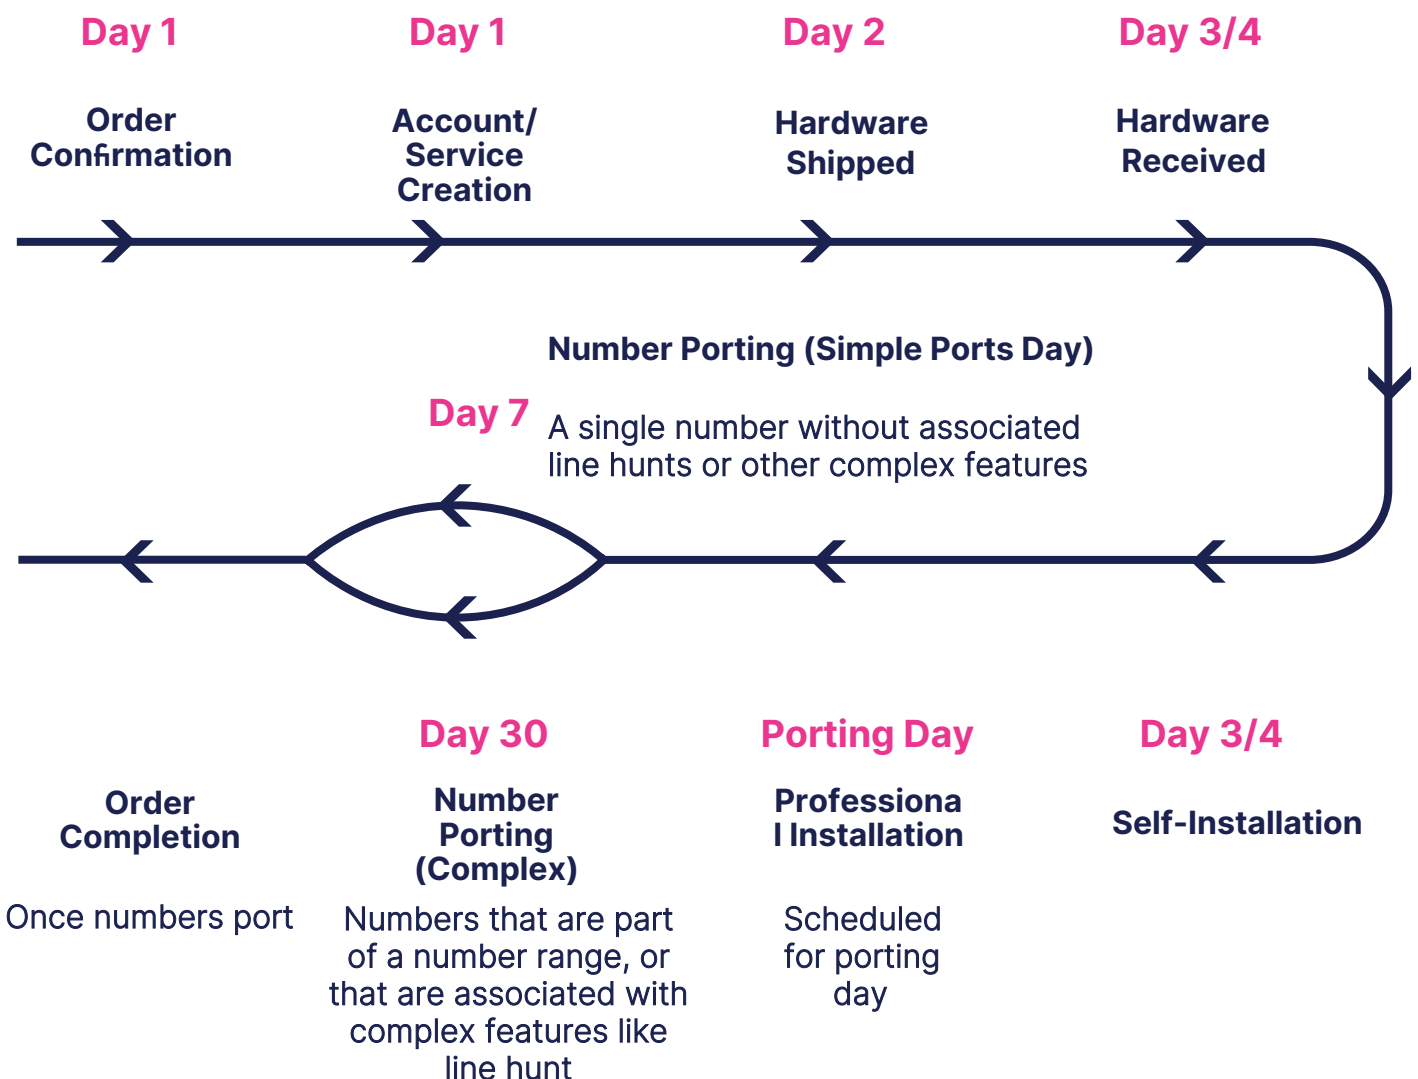 Day 1
Order
Confirmation
Day 1
Account/
Service
Creation
Day 2
Hardware
Shipped
Day 3/4
Hardware
Received
Number Porting (Simple Ports Day)
Day 7
A single number without associated
line hunts or other complex features
Order
Completion
Once numbers port
Day 30
Number
Porting
(Complex)
Numbers that are part
of a number range, or
that are associated with
complex features like
line hunt
Porting Day
Professiona
l Installation
Scheduled
for porting
day
Day 3/4
Self-Installation